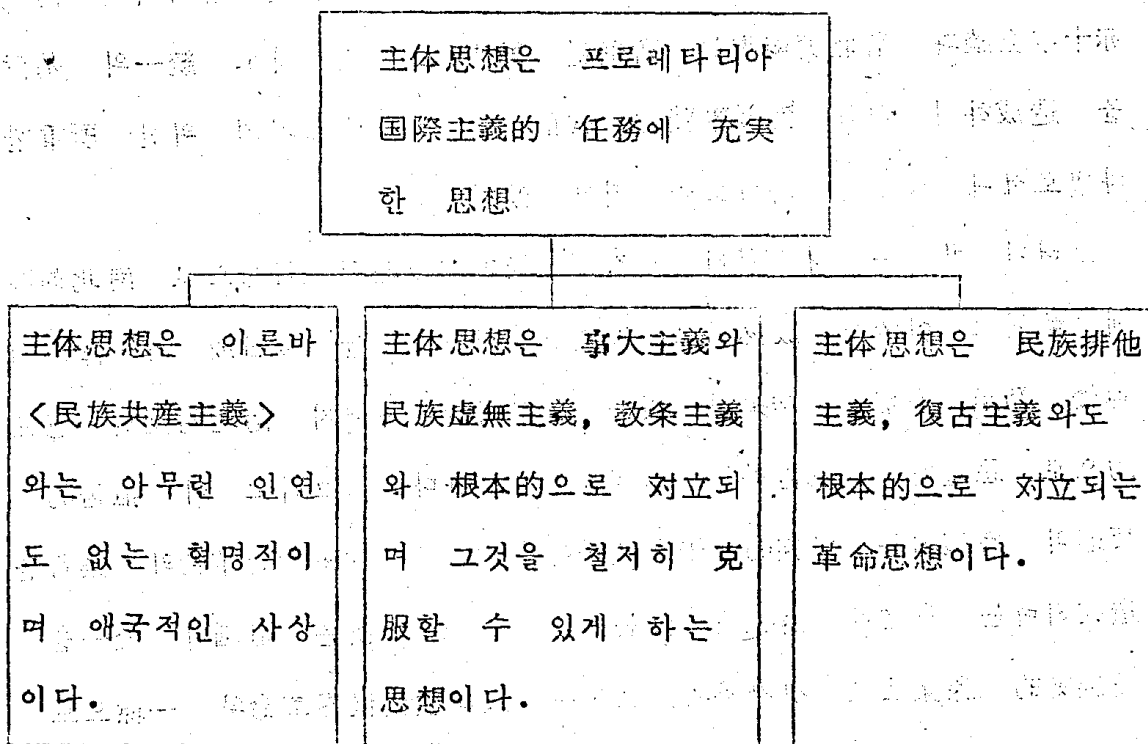 主体思想은 프로레타리아
国際主義的 任務에 充実
한 思想
主体思想은 이른바
<民族共産主義>
와는 아무런 인연
도 없는 혁명적이
며 애국적인 사상
이다.
主体思想은 事大主義와
民族虚無主義, 教条主義
와 根本的으로 対立되
며 그것을 철저히 克
服할 수 있게 하는
思想이다.
主体思想은 民族排他
主義, 復古主義와도
根本的으로 対立되는
革命思想이다.